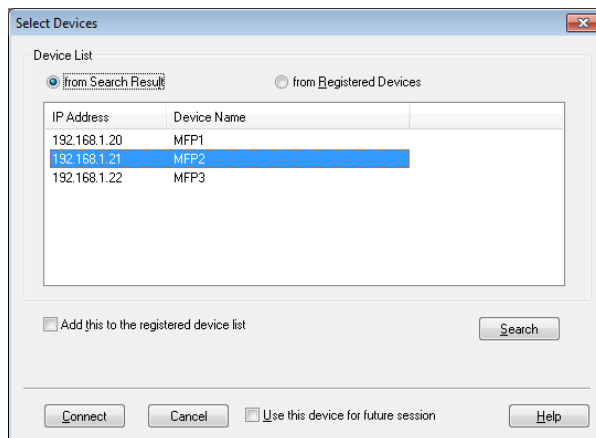 Select Devices
Device List
from Search Result
from Registered Devices
IP Address Device Name
192.168.1.20 MFP1
192.168.1.21 MFP2
192.168.1.22 MFP3
Add this to the registered device list
Search
Connect Cancel Use this device for future session Help